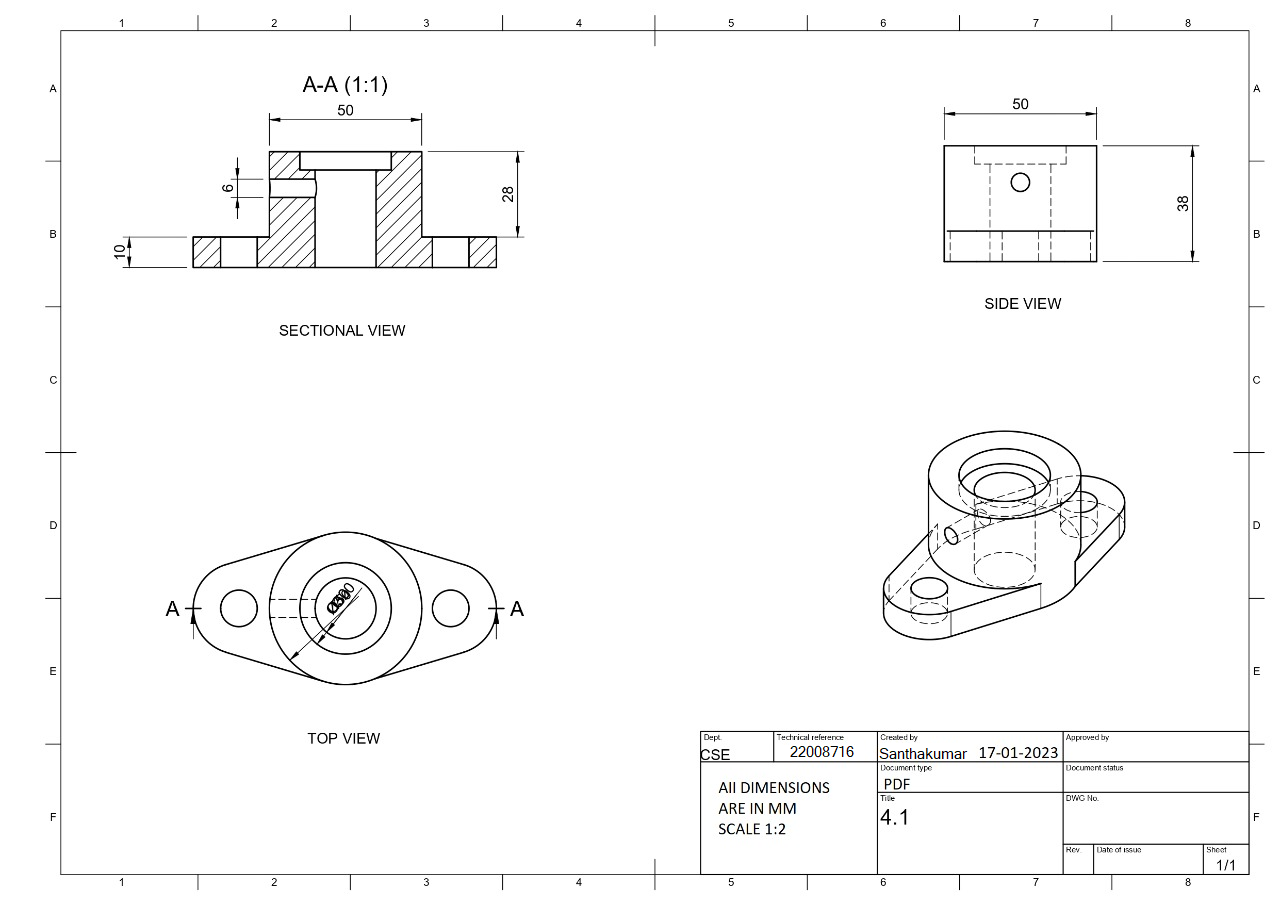 1 2 3 4 5 6 7 8
A A
A-A (1:1)
50
50
6
28
38
B B
10
SECTIONAL VIEW
SIDE VIEW
C C
D D
A A
E E
TOP VIEW
Dept.
CSE
Technical reference
22008716
Created by
Santhakumar 17-01-2023
Approved by
All DIMENSIONS
ARE IN MM
SCALE 1:2
Document type
PDF
Document status
Title
4.1
DWG No.
F F
Rev.
Date of issue
Sheet
1/1
1 2 3 4 5 6 7 8